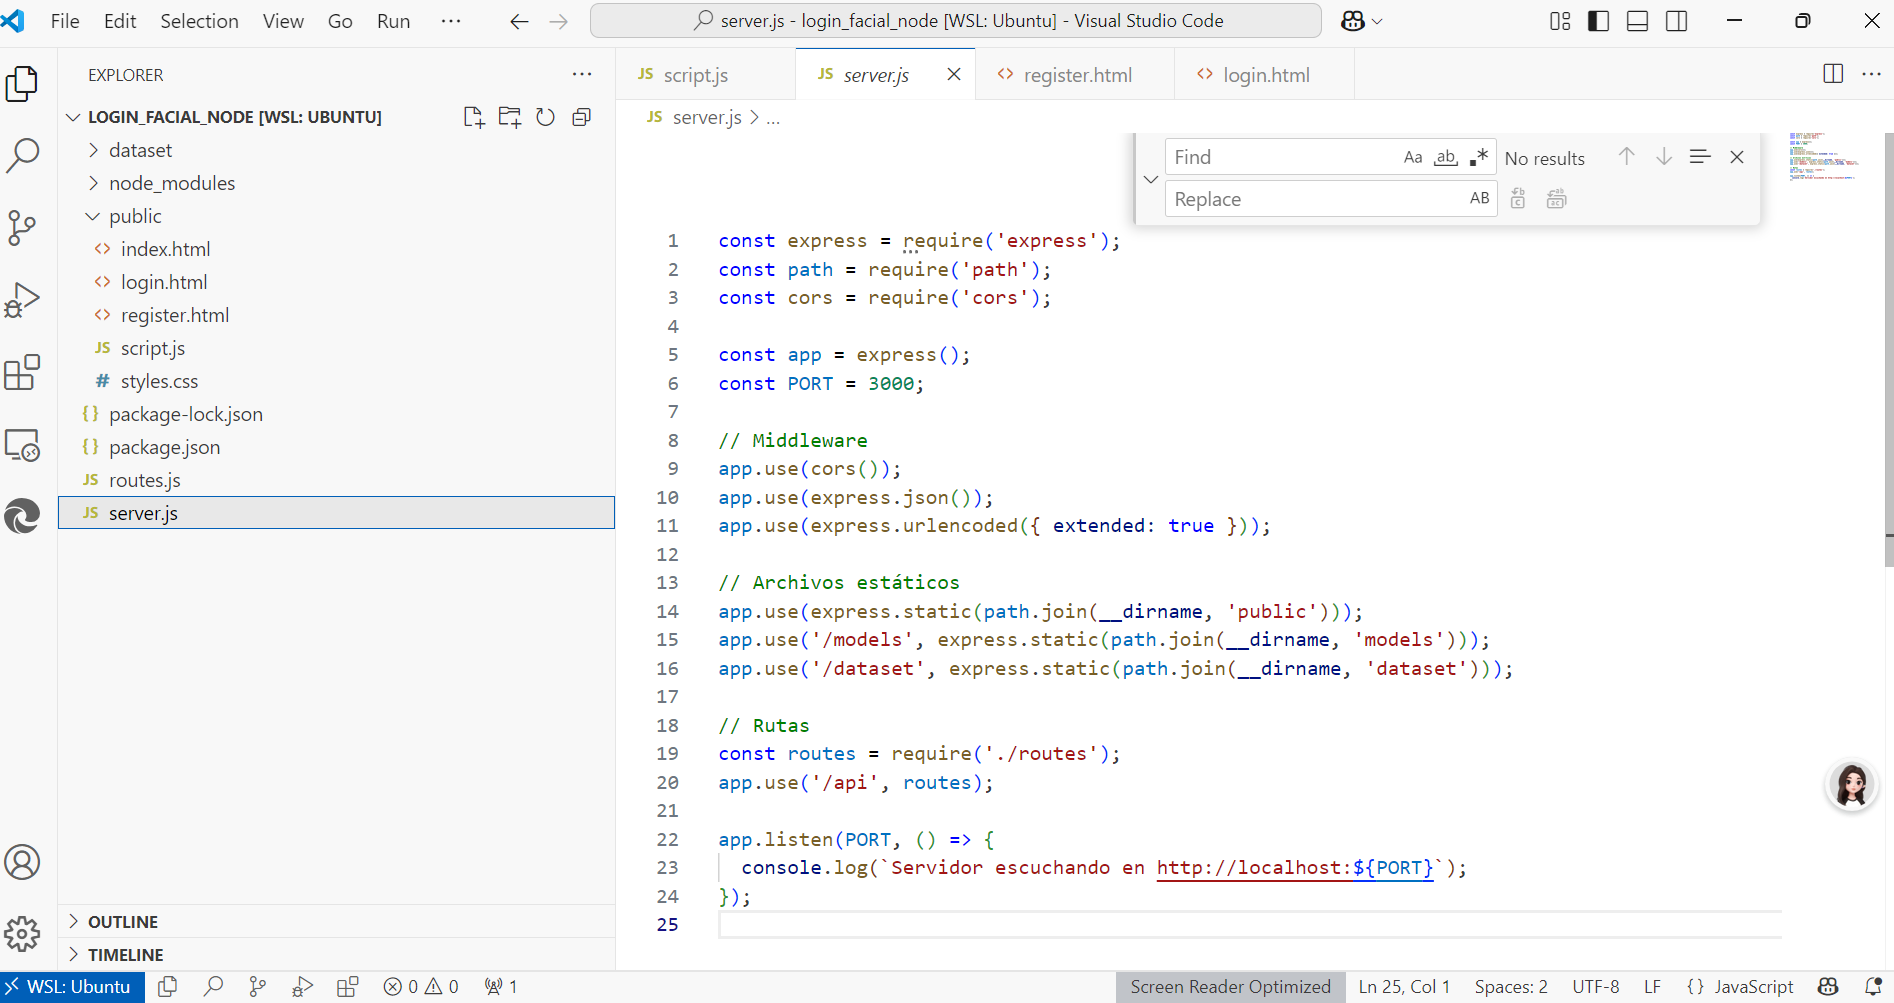 File Edit Selection View Go Run ··· server.js - login_facial_node [WSL: Ubuntu] - Visual Studio Code
EXPLORER
LOGIN_FACIAL_NODE [WSL: UBUNTU]
dataset
node_modules
public
<> index.html
<> login.html
<> register.html
JS script.js
# styles.css
{} package-lock.json
{} package.json
JS routes.js
JS server.js
OUTLINE
TIMELINE
JS script.js JS server.js <> register.html <> login.html
JS server.js > ...
Find Aa ab .* No results
Replace AB
1 const express = require('express');
2 const path = require('path');
3 const cors = require('cors');
4
5 const app = express();
6 const PORT = 3000;
7
8 // Middleware
9 app.use(cors());
10 app.use(express.json());
11 app.use(express.urlencoded({ extended: true }));
12
13 // Archivos estáticos
14 app.use(express.static(path.join(__dirname, 'public')));
15 app.use('/models', express.static(path.join(__dirname, 'models')));
16 app.use('/dataset', express.static(path.join(__dirname, 'dataset')));
17
18 // Rutas
19 const routes = require('./routes');
20 app.use('/api', routes);
21
22 app.listen(PORT, () => {
23 console.log(`Servidor escuchando en http://localhost:${PORT}`);
24 });
25
WSL: Ubuntu 0 0 1 Screen Reader Optimized Ln 25, Col 1 Spaces: 2 UTF-8 LF {} JavaScript